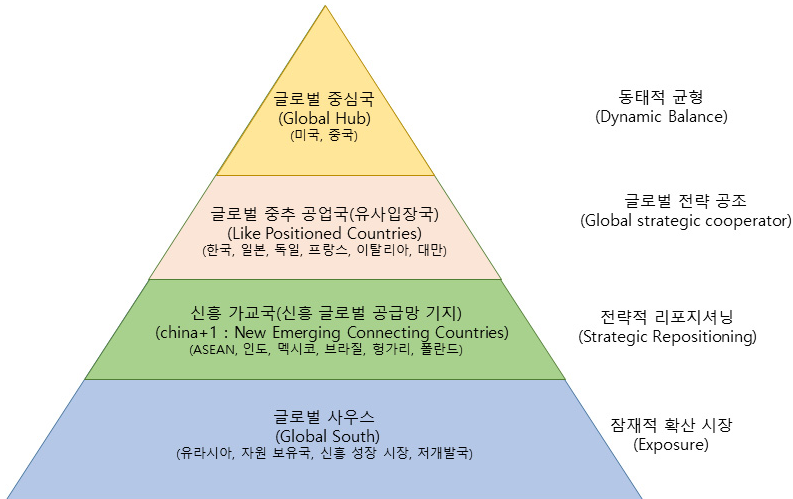 글로벌 중심국
(Global Hub)
(미국, 중국)
동태적 균형
(Dynamic Balance)
글로벌 중추 공업국(유사입장국)
(Like Positioned Countries)
(한국, 일본, 독일, 프랑스, 이탈리아, 대만)
글로벌 전략 공조
(Global strategic cooperator)
신흥 가교국(신흥 글로벌 공급망 기지)
(china+1 : New Emerging Connecting Countries)
(ASEAN, 인도, 멕시코, 브라질, 헝가리, 폴란드)
전략적 리포지셔닝
(Strategic Repositioning)
글로벌 사우스
(Global South)
(유라시아, 자원 보유국, 신흥 성장 시장, 저개발국)
잠재적 확산 시장
(Exposure)